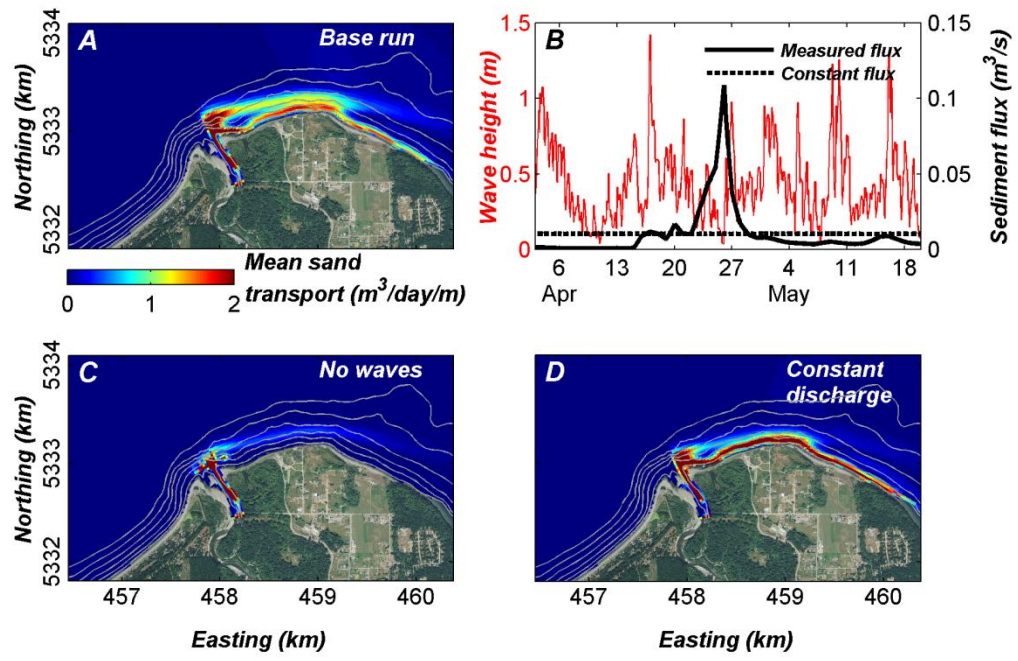 A
Base run
5334
5333
5332
Northing (km)
0 1 2
Mean sand
transport (m³/day/m)
B
Measured flux
Constant flux
1.5
1
0.5
0
Wave height (m)
0.15
0.1
0.05
0
Sediment flux (m³/s)
6 13 20 27 4 11 18
Apr May
C
No waves
5334
5333
5332
Northing (km)
457 458 459 460
Easting (km)
D
Constant
discharge
457 458 459 460
Easting (km)